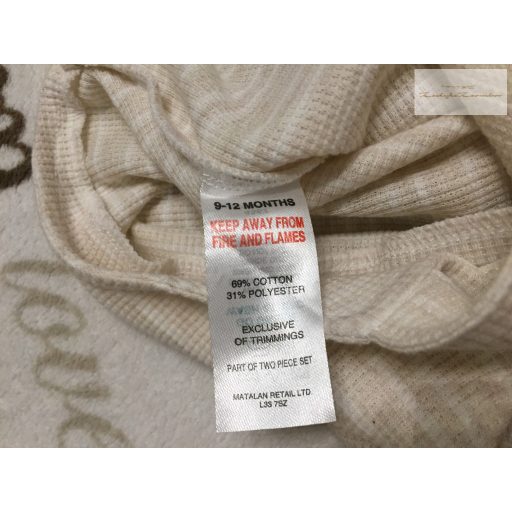 9-12 MONTHS
KEEP AWAY FROM
FIRE AND FLAMES
69% COTTON
31% POLYESTER
EXCLUSIVE
OF TRIMMINGS
PART OF TWO PIECE SET
MATALAN RETAIL LTD
L33 7SZ
love